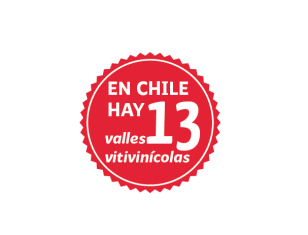 EN CHILE
HAY 13
valles
vitivinícolas